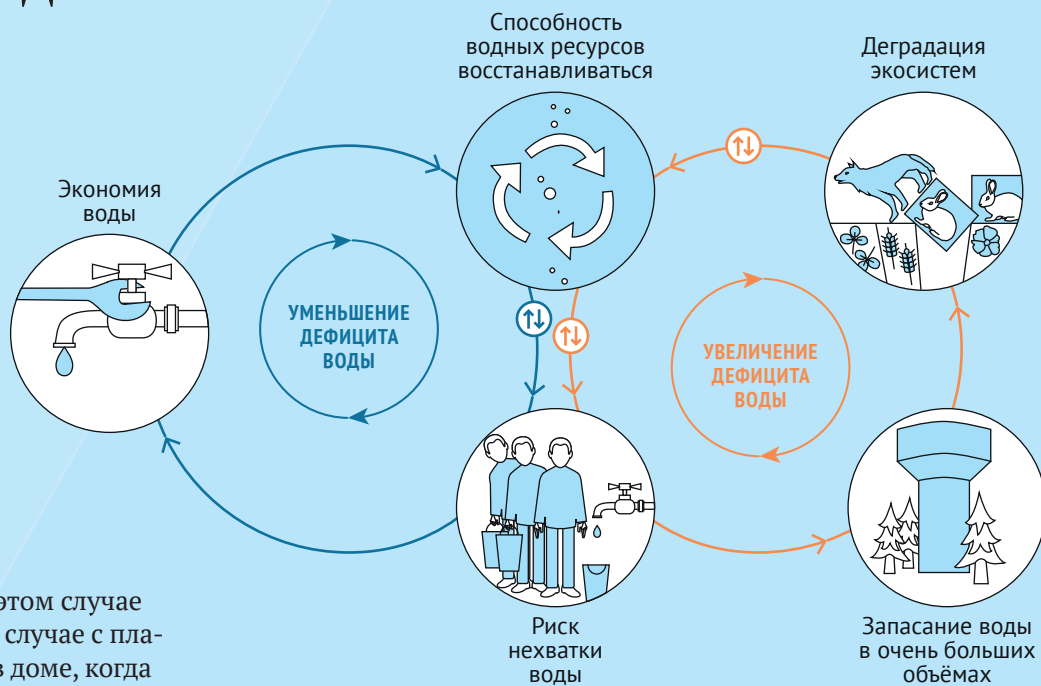 Способность
водных ресурсов
восстанавливаться
Деградация
экосистем
Экономия
воды
УМЕНЬШЕНИЕ
ДЕФИЦИТА
ВОДЫ
УВЕЛИЧЕНИЕ
ДЕФИЦИТА
ВОДЫ
Риск
нехватки
воды
Запасание воды
в очень больших
объёмах
этом случае
случае с пла-
в доме, когда